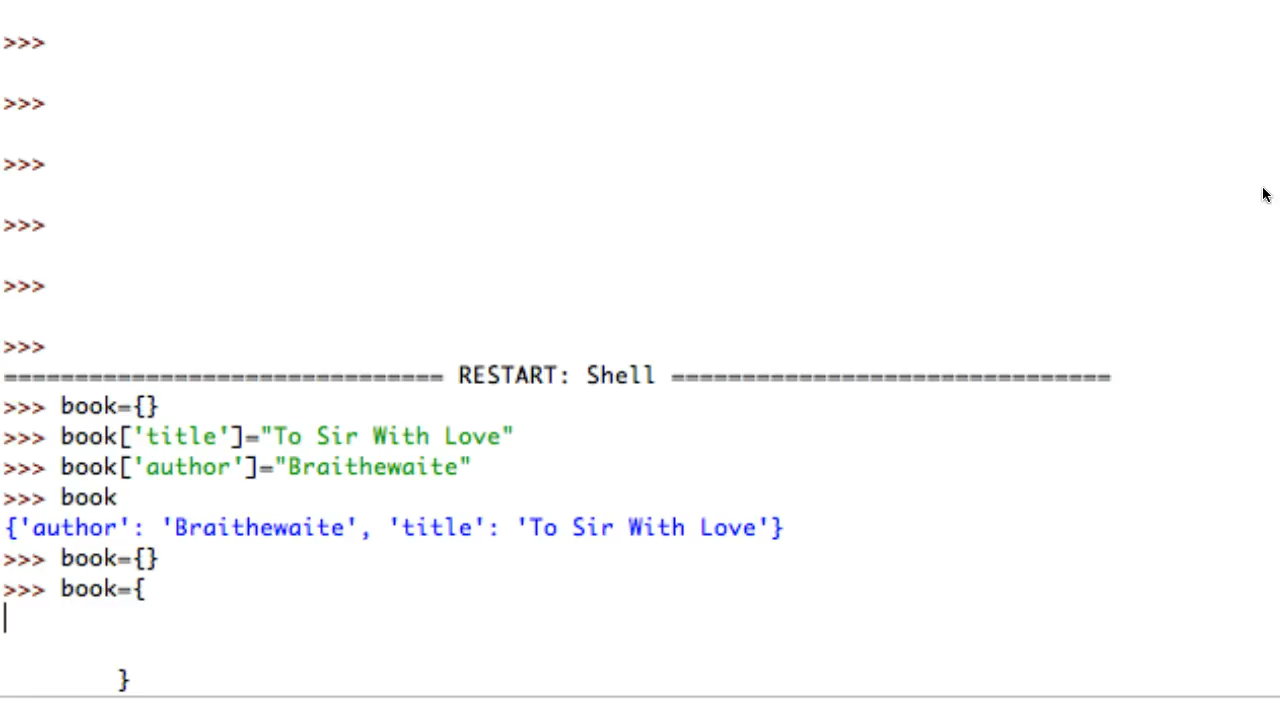 >>>
>>>
>>>
>>>
>>>
>>>
=============================== RESTART: Shell ===============================
>>> book={}
>>> book['title']="To Sir With Love"
>>> book['author']="Braithewaite"
>>> book
{'author': 'Braithewaite', 'title': 'To Sir With Love'}
>>> book={}
>>> book={
        }